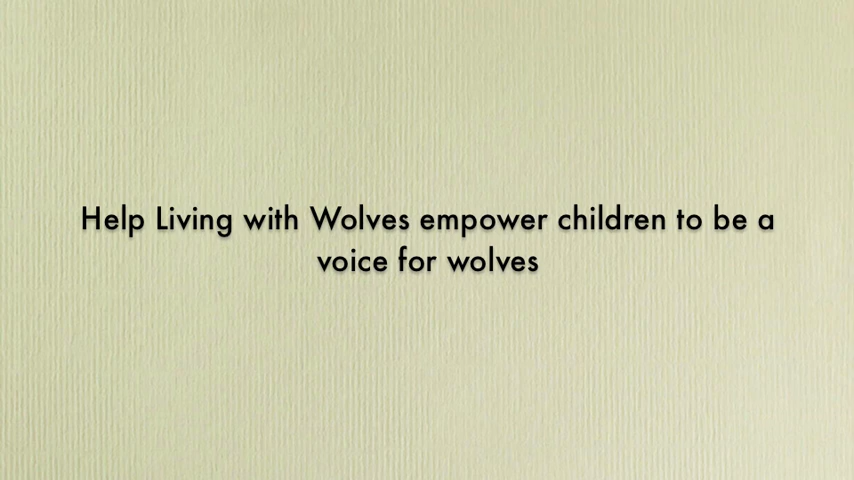 Help Living with Wolves empower children to be a
voice for wolves